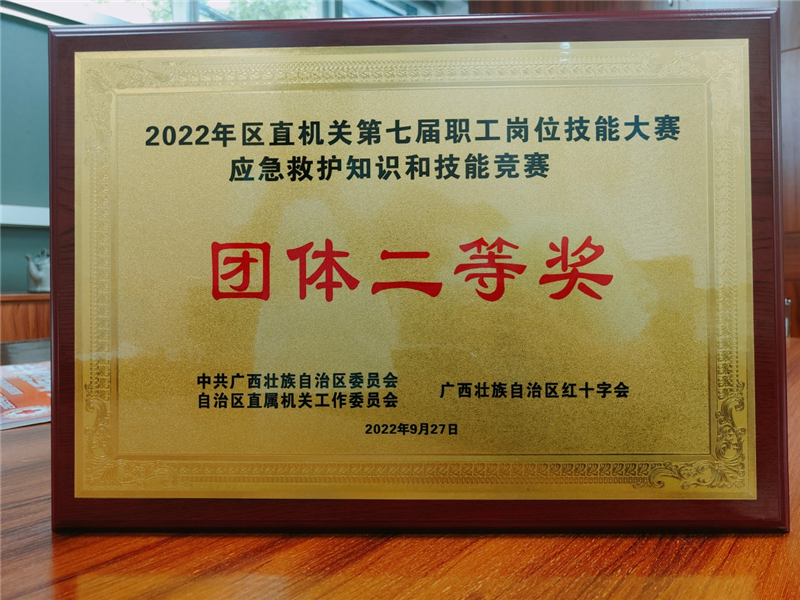 2022年区直机关第七届职工岗位技能大赛
应急救护知识和技能竞赛
团体二等奖
中共广西壮族自治区委员会
自治区直属机关工作委员会
广西壮族自治区红十字会
2022年9月27日